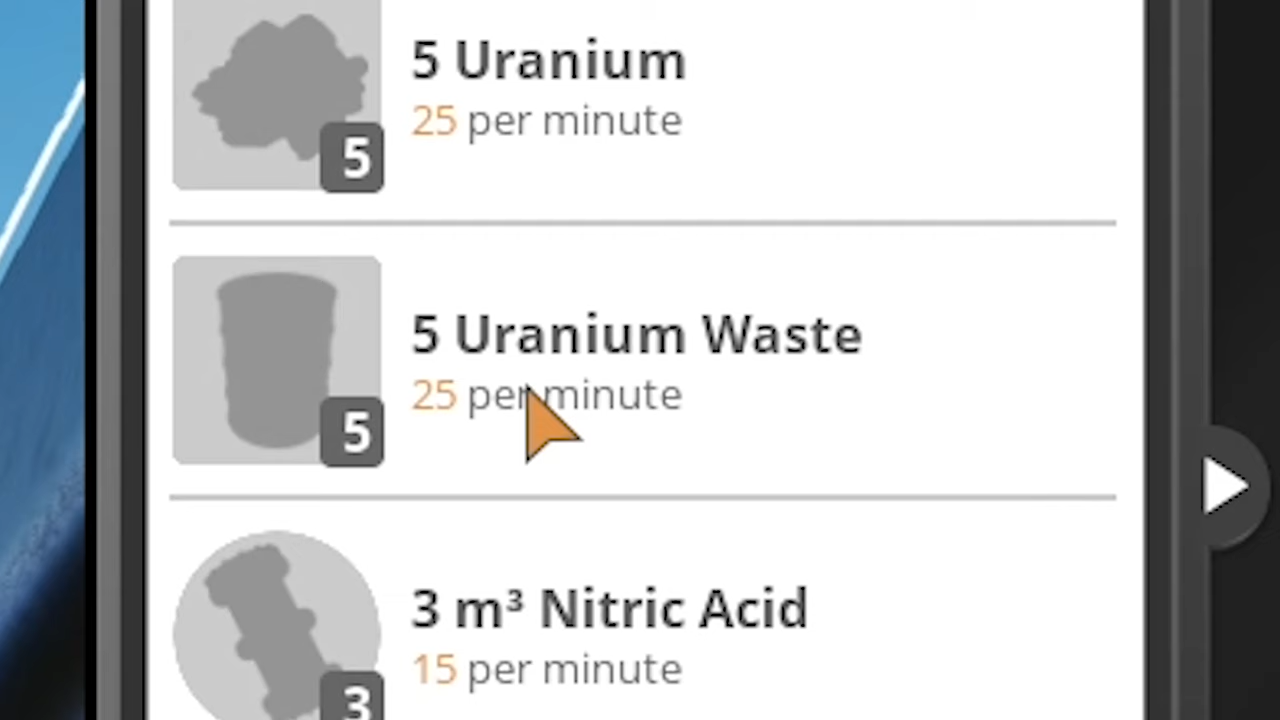 5 Uranium
25 per minute
5
5 Uranium Waste
25 per minute
5
3 m³ Nitric Acid
15 per minute
3